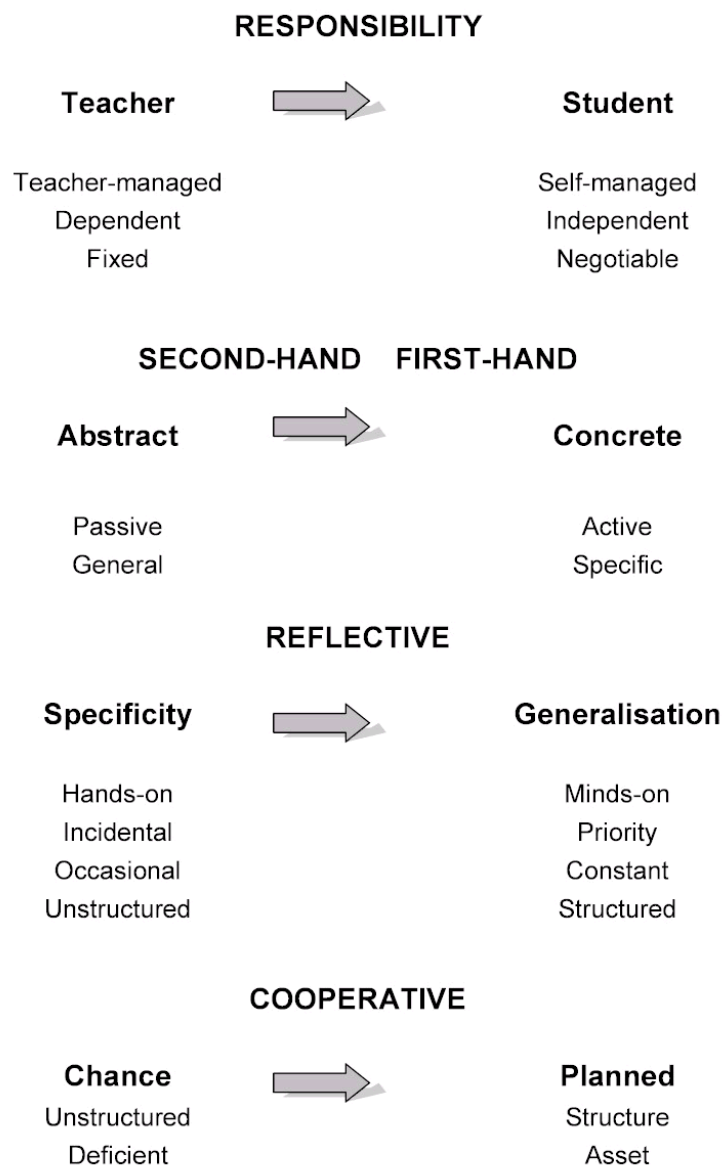 RESPONSIBILITY
Teacher Student
Teacher-managed Self-managed
Dependent Independent
Fixed Negotiable
SECOND-HAND FIRST-HAND
Abstract Concrete
Passive Active
General Specific
REFLECTIVE
Specificity Generalisation
Hands-on Minds-on
Incidental Priority
Occasional Constant
Unstructured Structured
COOPERATIVE
Chance Planned
Unstructured Structure
Deficient Asset